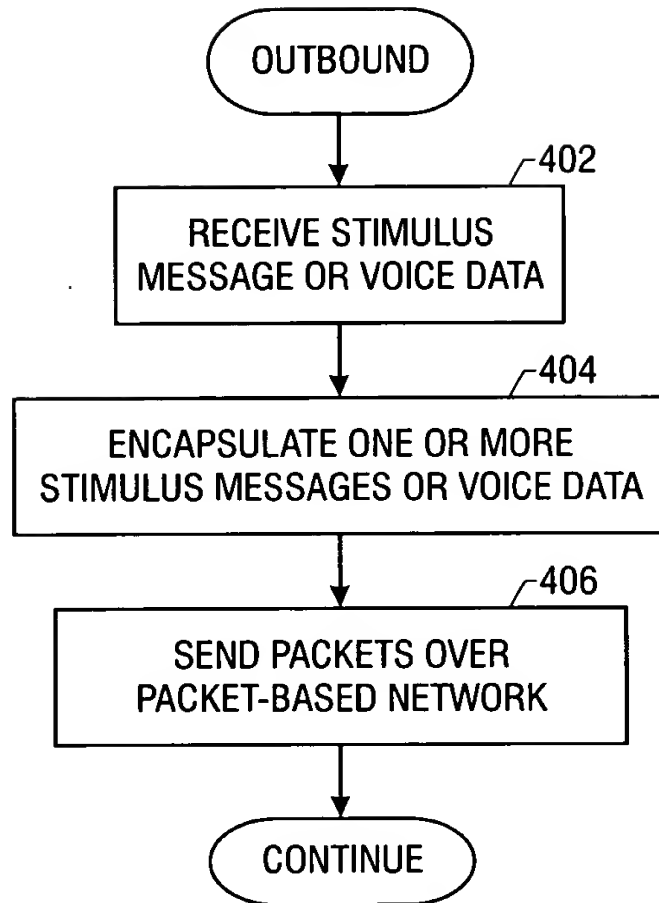 OUTBOUND
402
RECEIVE STIMULUS
MESSAGE OR VOICE DATA
404
ENCAPSULATE ONE OR MORE
STIMULUS MESSAGES OR VOICE DATA
406
SEND PACKETS OVER
PACKET-BASED NETWORK
CONTINUE